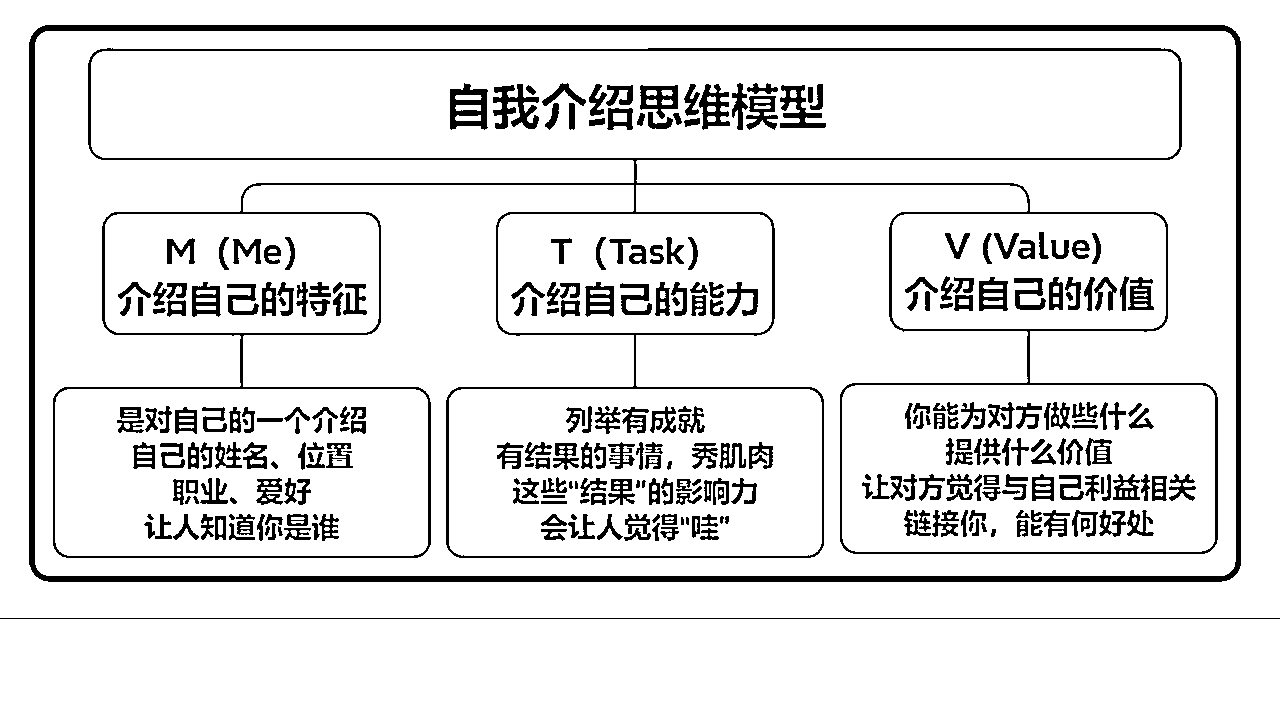 自我介绍思维模型
M（Me）
介绍自己的特征
T（Task）
介绍自己的能力
V (Value)
介绍自己的价值
是对自己的一个介绍
自己的姓名、位置
职业、爱好
让人知道你是谁
列举有成就
有结果的事情，秀肌肉
这些“结果”的影响力
会让人觉得“哇”
你能为对方做些什么
提供什么价值
让对方觉得与自己利益相关
链接你，能有何好处